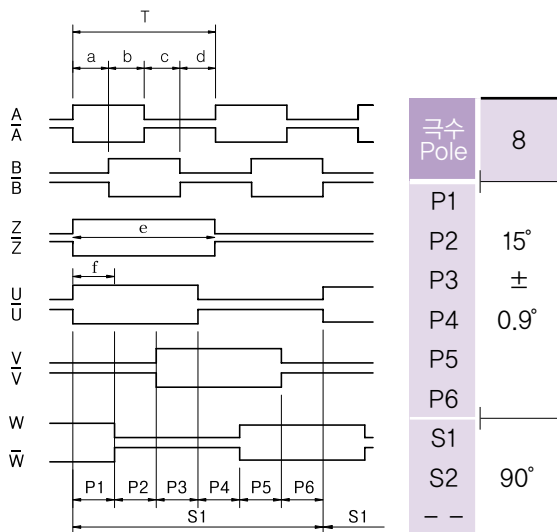 T
a b c d
A
A
B
B
Z
Z
e
f
U
U
V
V
W
W
P1 P2 P3 P4 P5 P6
S1 S1
극수
Pole
8
P1
P2
P3
P4
P5
P6
15°
±
0.9°
S1
S2
– –
90°